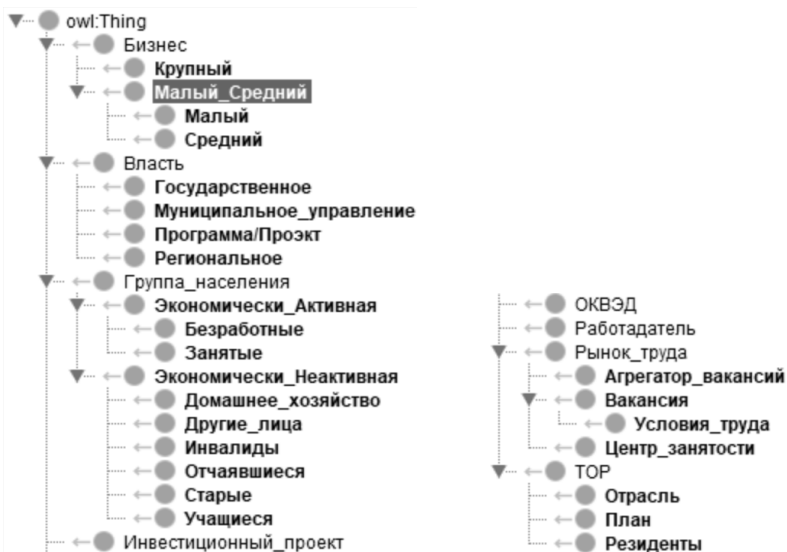 owl:Thing
Бизнес
Крупный
Малый_Средний
Малый
Средний
Власть
Государственное
Муниципальное_управление
Программа/Проэкт
Региональное
Группа_населения
Экономически_Активная
Безработные
Занятые
Экономически_Неактивная
Домашнее_хозяйство
Другие_лица
Инвалиды
Отчаявшиеся
Старые
Учащиеся
Инвестиционный_проект
ОКВЭД
Работадатель
Рынок_труда
Агрегатор_вакансий
Вакансия
Условия_труда
Центр_занятости
ТОР
Отрасль
План
Резиденты